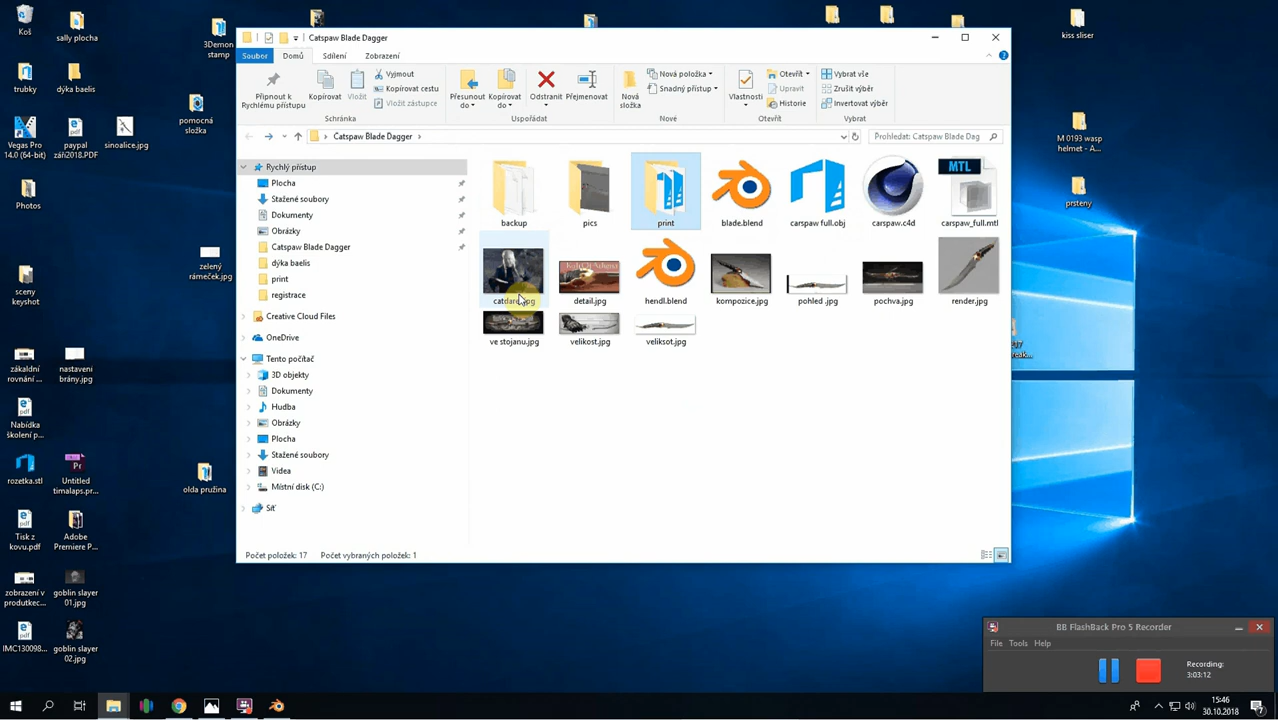 Koš
sally plocha
3Demon
stamp
kiss sliser
trubky
dýka baelis
pomocná
složka
Vegas Pro
14.0 (64-bit)
paypal
září2018.PDF
sinoalice.jpg
M 0193 wasp
helmet - A...
Photos
prsteny
zelený
rámeček.jpg
sceny
keyshot
zákaldní
rovnání ...
nastavení
brány.jpg
Nabídka
školení p...
rozetka.stl
Untitled
timalaps.pr...
olda pružina
Tisk z
kovu.pdf
Adobe
Premiere P...
zobrazení v
produtkec...
goblin slayer
01.jpg
IMC130098...
goblin slayer
02.jpg
Catspaw Blade Dagger
Soubor
Domů
Sdílení
Zobrazení
Připnout k
Rychlému přístupu
Kopírovat
Vložit
Vyjmout
Kopírovat cestu
Vložit zástupce
Schránka
Přesunout
do
Kopírovat
do
Odstranit
Přejmenovat
Uspořádat
Nová
složka
Nová položka
Snadný přístup
Nové
Vlastnosti
Otevřít
Upravit
Historie
Otevřít
Vybrat vše
Zrušit výběr
Invertovat výběr
Vybrat
Catspaw Blade Dagger
Prohledat: Catspaw Blade Dag
Rychlý přístup
Plocha
Stažené soubory
Dokumenty
Obrázky
Catspaw Blade Dagger
dýka baelis
print
registrace
Creative Cloud Files
OneDrive
Tento počítač
3D objekty
Dokumenty
Hudba
Obrázky
Plocha
Stažené soubory
Videa
Místní disk (C:)
Síť
backup
pics
print
blade.blend
carspaw full.obj
carspaw.c4d
MTL
carspaw_full.mtl
detail.jpg
hendl.blend
kompozice.jpg
pohled .jpg
pochva.jpg
render.jpg
ve stojanu.jpg
velikost.jpg
veliksot.jpg
Počet položek: 17
Počet vybraných položek: 1
BB FlashBack Pro 5 Recorder
File
Tools
Help
Recording:
3:03:12
15:46
30.10.2018